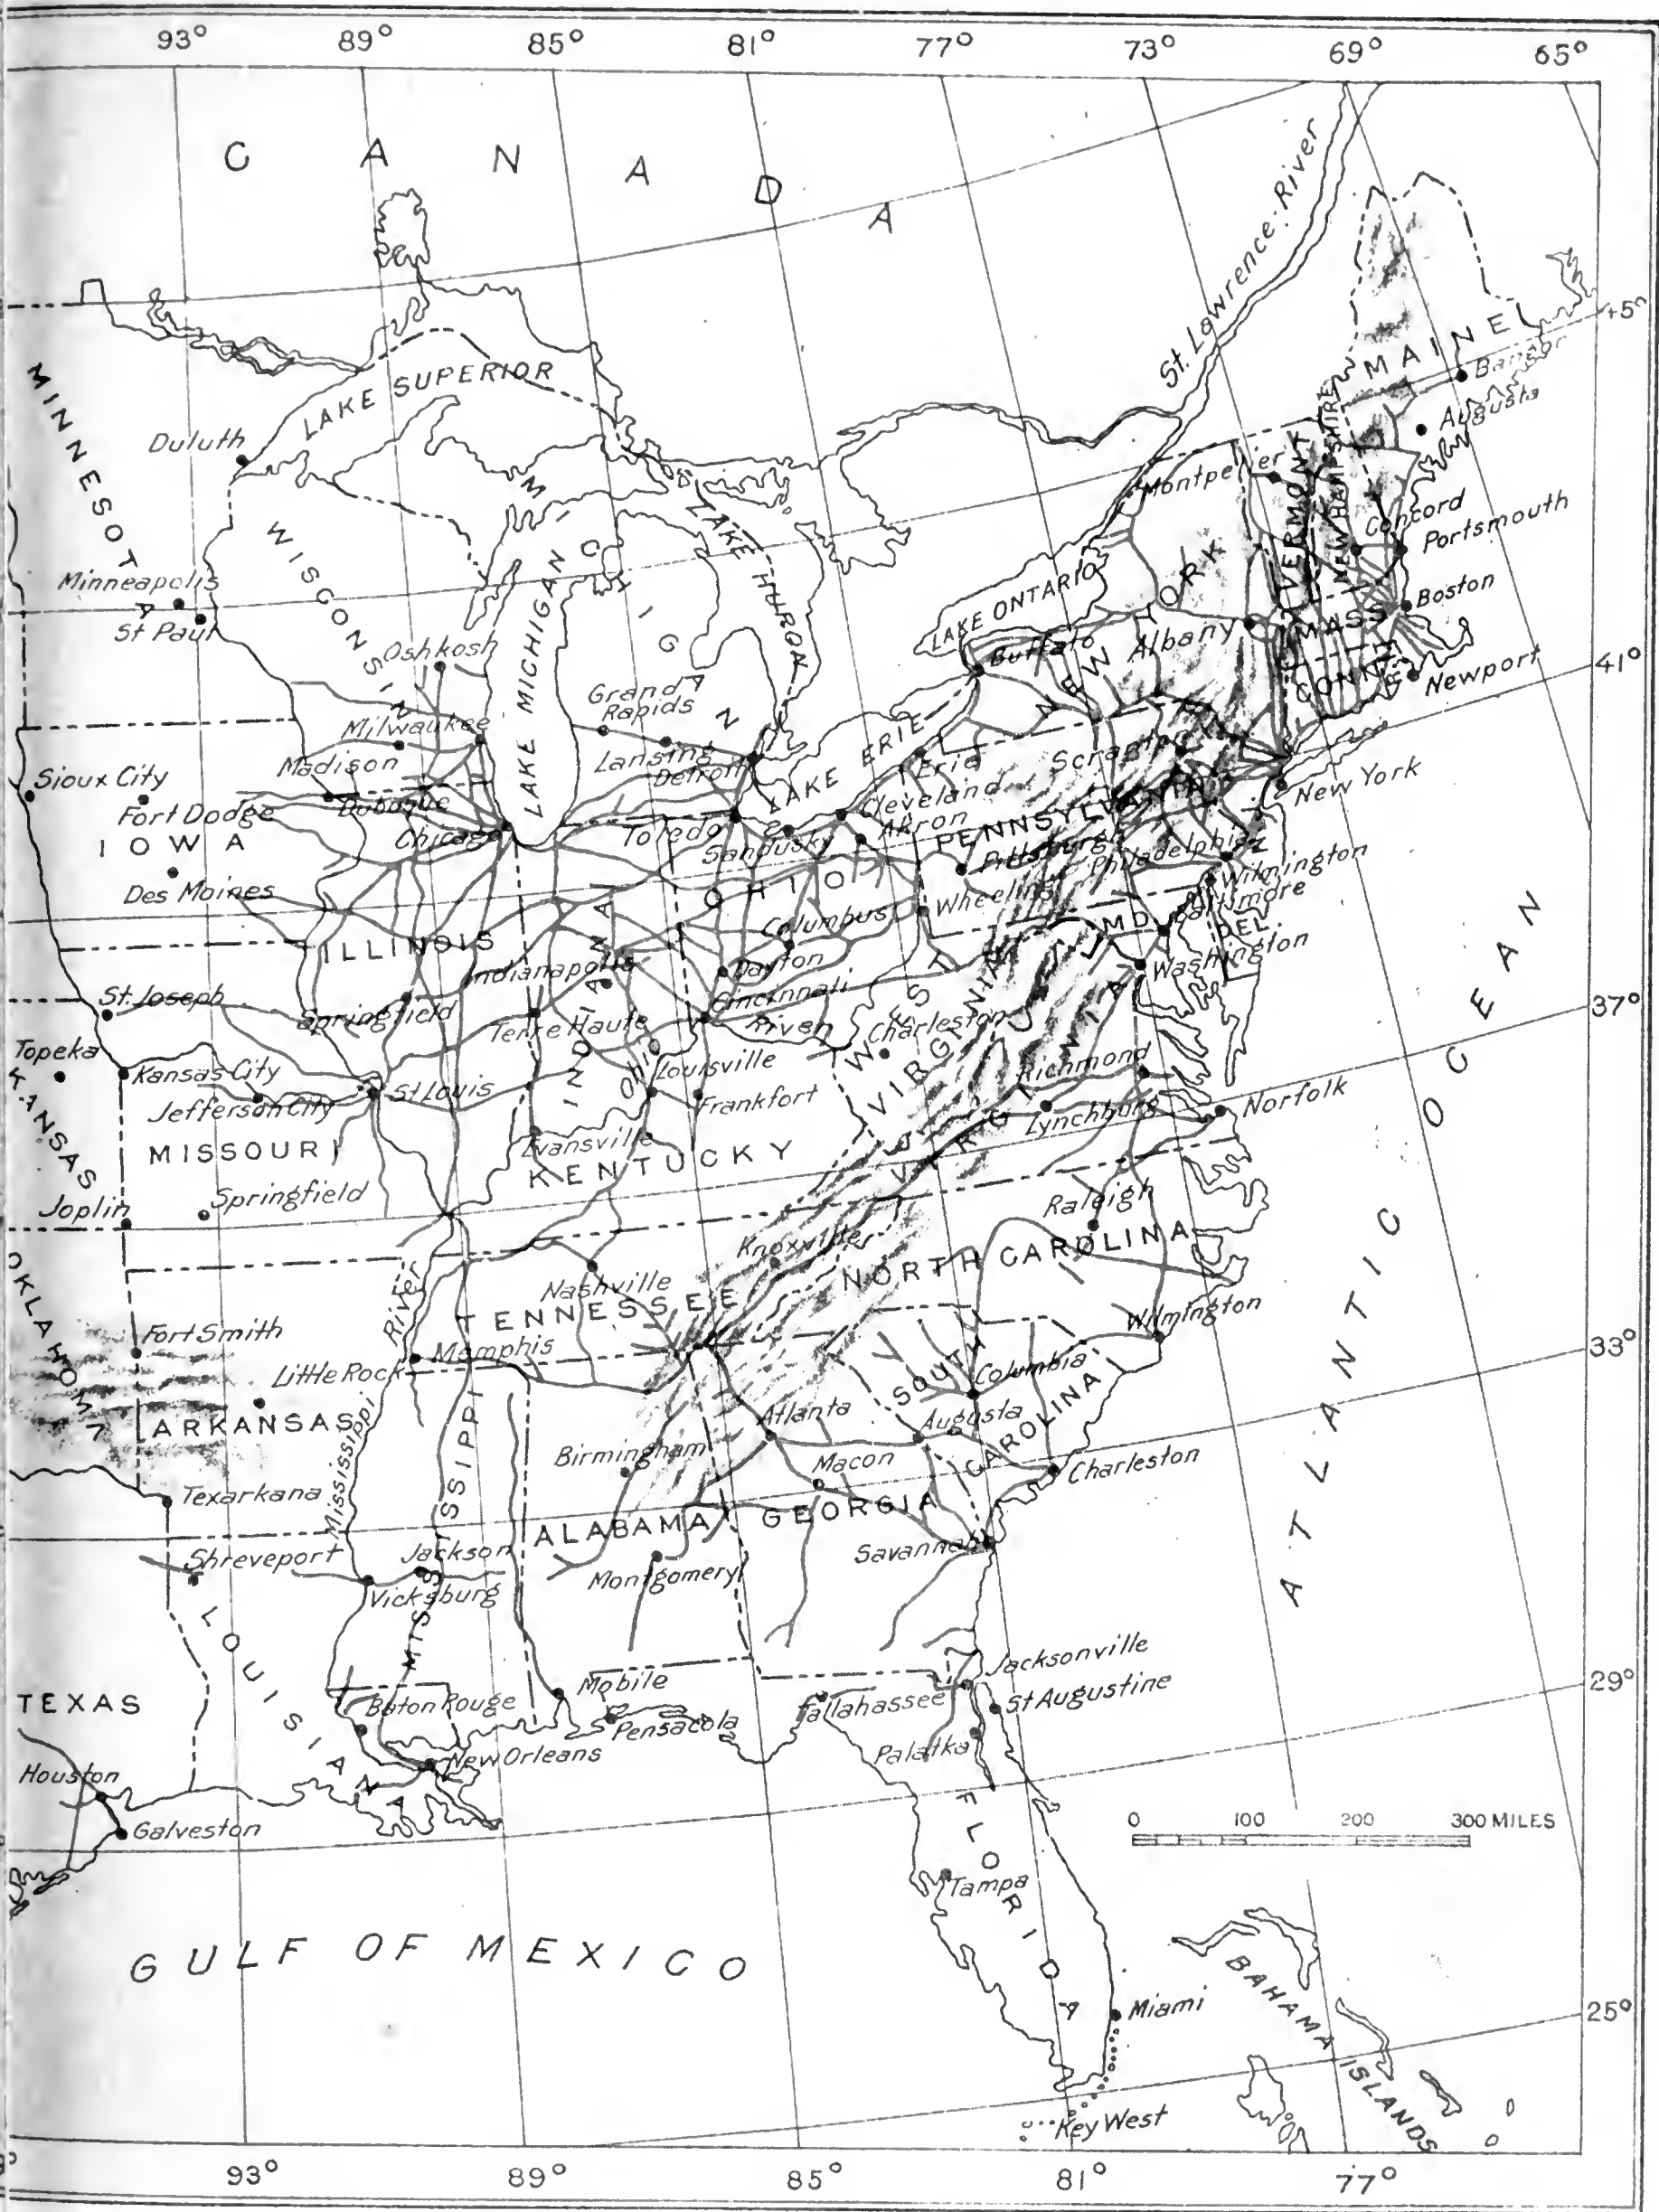 93° 89° 85° 81° 77° 73° 69° 65°
CANADA
St. Lawrence River
MAINE
Bangor
Augusta
MINNESOTA
LAKE SUPERIOR
Duluth
WISCONSIN
MICHIGAN
LAKE HURON
Montpelier
VERMONT
NEW HAMPSHIRE
Concord
Portsmouth
Minneapolis
St Paul
Oshkosh
LAKE MICHIGAN
LAKE ONTARIO
Buffalo
NEW YORK
Albany
MASS
Boston
CONN
R.I.
Newport
41°
Grand Rapids
Milwaukee
Madison
Lansing
Detroit
LAKE ERIE
Erie
Scranton
New York
Sioux City
Fort Dodge
Dubuque
IOWA
Chicago
Toledo
Sandusky
Cleveland
Akron
PENNSYLVANIA
Pittsburgh
Philadelphia
Wilmington
Des Moines
OHIO
Wheeling
Baltimore
MD.
DEL.
ILLINOIS
Columbus
Washington
Indianapolis
INDIANA
Dayton
Cincinnati
37°
St. Joseph
Springfield
Terre Haute
Ohio River
Charleston
WEST VIRGINIA
VIRGINIA
Topeka
KANSAS
Kansas City
Jefferson City
St Louis
Louisville
Frankfort
Richmond
Lynchburg
Norfolk
MISSOURI
Evansville
KENTUCKY
Joplin
Springfield
Raleigh
OKLAHOMA
Knoxville
NORTH CAROLINA
Nashville
TENNESSEE
Wilmington
Fort Smith
Little Rock
Memphis
33°
ARKANSAS
Mississippi River
MISSISSIPPI
SOUTH CAROLINA
Columbia
Atlanta
Augusta
Birmingham
Macon
Charleston
Texarkana
ALABAMA
GEORGIA
Savannah
Shreveport
Jackson
Vicksburg
Montgomery
LOUISIANA
ATLANTIC OCEAN
TEXAS
Baton Rouge
Mobile
Pensacola
Tallahassee
Jacksonville
St Augustine
29°
New Orleans
Palatka
Houston
Galveston
FLORIDA
0 100 200 300 MILES
Tampa
GULF OF MEXICO
Miami
BAHAMA ISLANDS
25°
Key West
93° 89° 85° 81° 77°